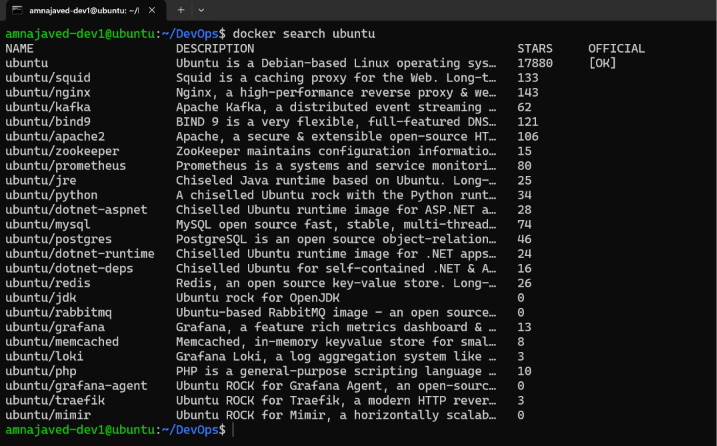 amnajaved-dev1@ubuntu: ~/l
amnajaved-dev1@ubuntu:~/DevOps$ docker search ubuntu
NAME DESCRIPTION STARS OFFICIAL
ubuntu Ubuntu is a Debian-based Linux operating sys… 17880 [OK]
ubuntu/squid Squid is a caching proxy for the Web. Long-t… 133
ubuntu/nginx Nginx, a high-performance reverse proxy & we… 143
ubuntu/kafka Apache Kafka, a distributed event streaming … 62
ubuntu/bind9 BIND 9 is a very flexible, full-featured DNS… 121
ubuntu/apache2 Apache, a secure & extensible open-source HT… 106
ubuntu/zookeeper ZooKeeper maintains configuration informatio… 15
ubuntu/prometheus Prometheus is a systems and service monitori… 80
ubuntu/jre Chiseled Java runtime based on Ubuntu. Long-… 25
ubuntu/python A chiselled Ubuntu rock with the Python runt… 34
ubuntu/dotnet-aspnet Chiselled Ubuntu runtime image for ASP.NET a… 28
ubuntu/mysql MySQL open source fast, stable, multi-thread… 74
ubuntu/postgres PostgreSQL is an open source object-relation… 46
ubuntu/dotnet-runtime Chiselled Ubuntu runtime image for .NET apps… 24
ubuntu/dotnet-deps Chiselled Ubuntu for self-contained .NET & A… 16
ubuntu/redis Redis, an open source key-value store. Long-… 26
ubuntu/jdk Ubuntu rock for OpenJDK 0
ubuntu/rabbitmq Ubuntu-based RabbitMQ image - an open source… 0
ubuntu/grafana Grafana, a feature rich metrics dashboard & … 13
ubuntu/memcached Memcached, in-memory keyvalue store for smal… 8
ubuntu/loki Grafana Loki, a log aggregation system like … 3
ubuntu/php PHP is a general-purpose scripting language … 10
ubuntu/grafana-agent Ubuntu ROCK for Grafana Agent, an open-sourc… 0
ubuntu/traefik Ubuntu ROCK for Traefik, a modern HTTP rever… 3
ubuntu/mimir Ubuntu ROCK for Mimir, a horizontally scalab… 0
amnajaved-dev1@ubuntu:~/DevOps$